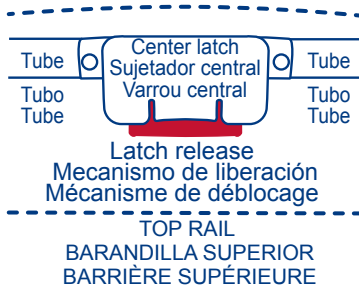 Center latch
Sujetador central
Varrou central
Tube
Tubo
Tube
Tube
Tubo
Tube
Latch release
Mecanismo de liberación
Mécanisme de déblocage
TOP RAIL
BARANDILLA SUPERIOR
BARRIÈRE SUPÉRIEURE